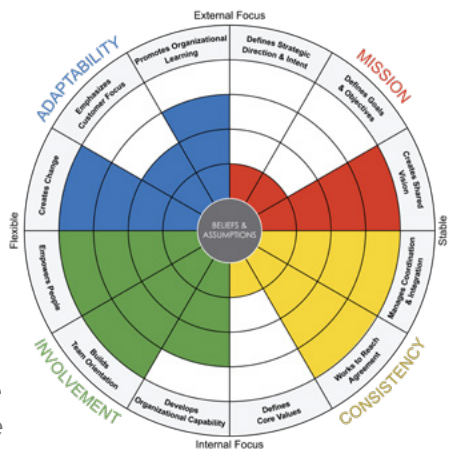 External Focus
ADAPTABILITY
MISSION
Promotes Organizational
Learning
Defines Strategic
Direction & Intent
Emphasizes
Customer Focus
Defines Goals
& Objectives
Creates Change
Creates Shared
Vision
Flexible
BELIEFS &
ASSUMPTIONS
Stable
Empowers People
Manages Coordination
& Integration
Builds
Team Orientation
Works to Reach
Agreement
Develops
Organizational Capability
Defines
Core Values
INVOLVEMENT
CONSISTENCY
Internal Focus